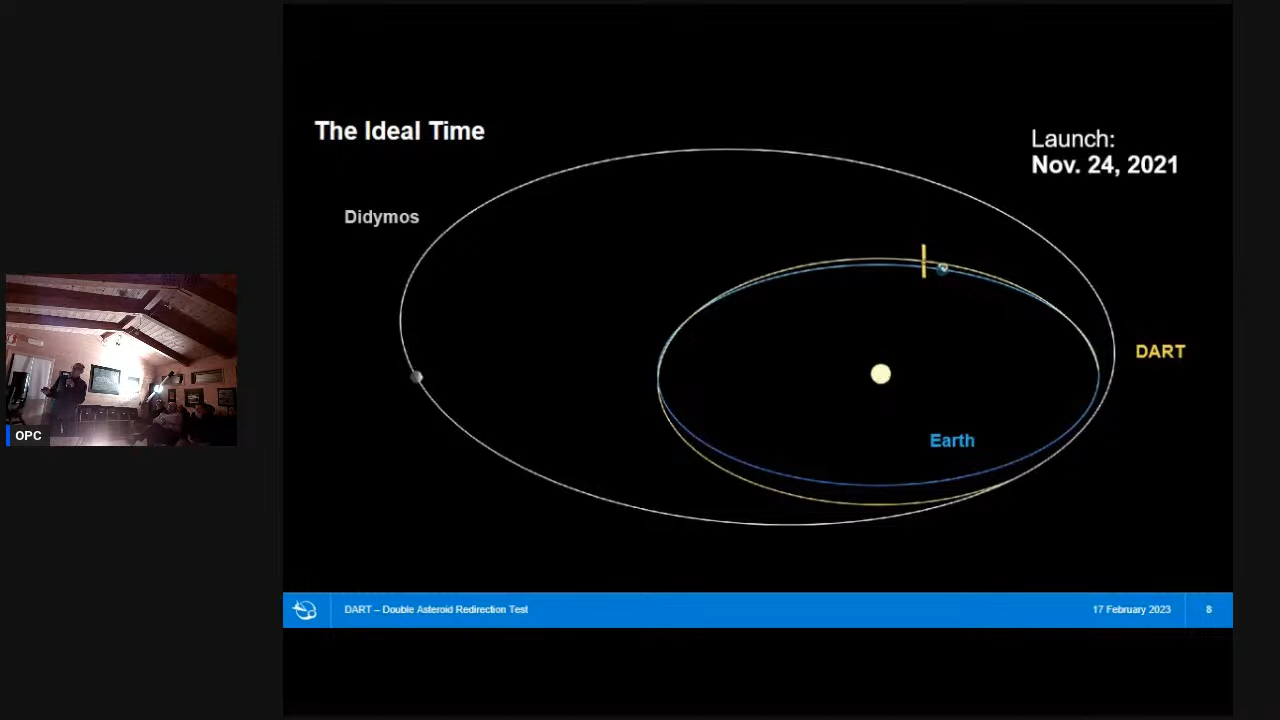 The Ideal Time
Launch:
Nov. 24, 2021
Didymos
DART
Earth
OPC
DART – Double Asteroid Redirection Test
17 February 2023
8